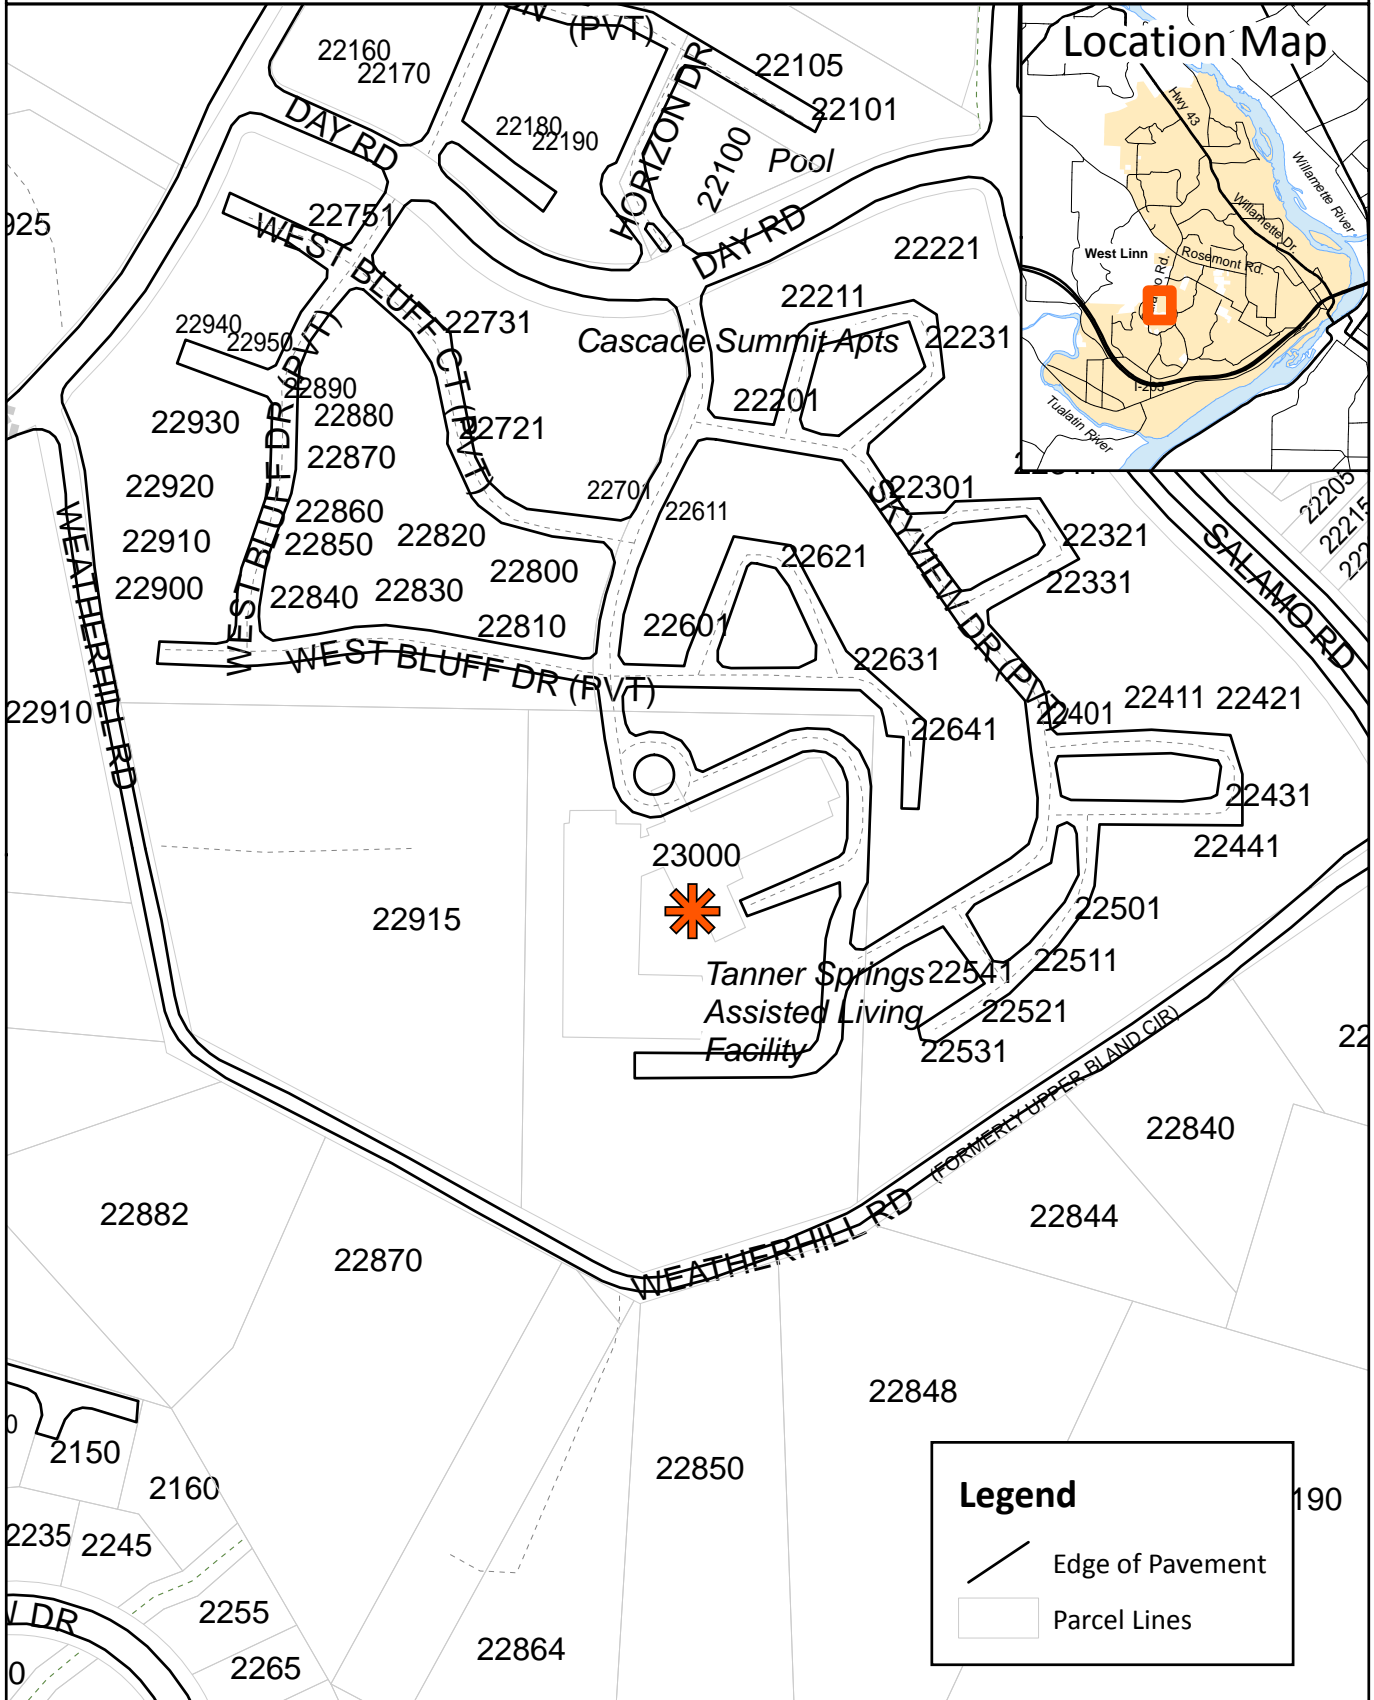 (PVT)
22160
22170
DAY RD
22180
22190
HORIZON DR
22105
22101
22100
Pool
DAY RD
Location Map
Hwy 43
Willamette River
Willamette Dr.
West Linn
Rosemont Rd.
I-205
Tualatin River
22751
WEST BLUFF CT (PVT)
22221
22211
22940
22950
22731
Cascade Summit Apts
22231
22890
22880
22201
22930
22721
22870
WEST BLUFF DR (PVT)
22920
22701
22301
22611
22860
22910
22850
22820
SKYVIEW DR (PVT)
22321
SALAMO RD
22205
22215
22621
22800
22331
22900
22840
22830
22810
22601
WEATHERHILL RD
WEST BLUFF DR (PVT)
22631
22910
22641
22401
22411
22421
22431
22441
23000
22915
22501
Tanner Springs
Assisted Living
Facility
22541
22511
22521
22531
(FORMERLY UPPER BLAND CIR)
22840
22882
22844
WEATHERHILL RD
22870
22848
2150
22850
2160
2235
2245
2255
22864
2265
DR
190
Legend
Edge of Pavement
Parcel Lines